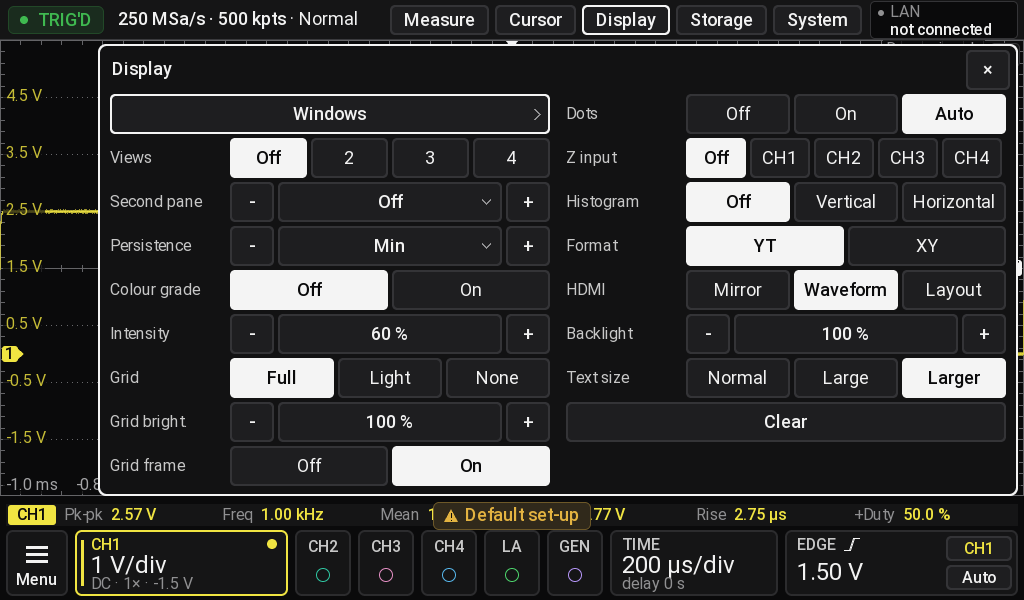 TRIG'D 250 MSa/s · 500 kpts · Normal Measure Cursor Display Storage System LAN
not connected
Display ×
4.5 V
3.5 V
2.5 V
1.5 V
0.5 V
1
-0.5 V
-1.5 V
-1.0 ms -0.8
Windows
Views Off 2 3 4
Second pane - Off +
Persistence - Min +
Colour grade Off On
Intensity - 60 % +
Grid Full Light None
Grid bright - 100 % +
Grid frame Off On
Dots Off On Auto
Z input Off CH1 CH2 CH3 CH4
Histogram Off Vertical Horizontal
Format YT XY
HDMI Mirror Waveform Layout
Backlight - 100 % +
Text size Normal Large Larger
Clear
CH1 Pk-pk 2.57 V Freq 1.00 kHz Mean 1 Default set-up .77 V Rise 2.75 µs +Duty 50.0 %
Menu
CH1
1 V/div
DC · 1× · -1.5 V
CH2 CH3 CH4 LA GEN
TIME
200 µs/div
delay 0 s
EDGE CH1
1.50 V Auto